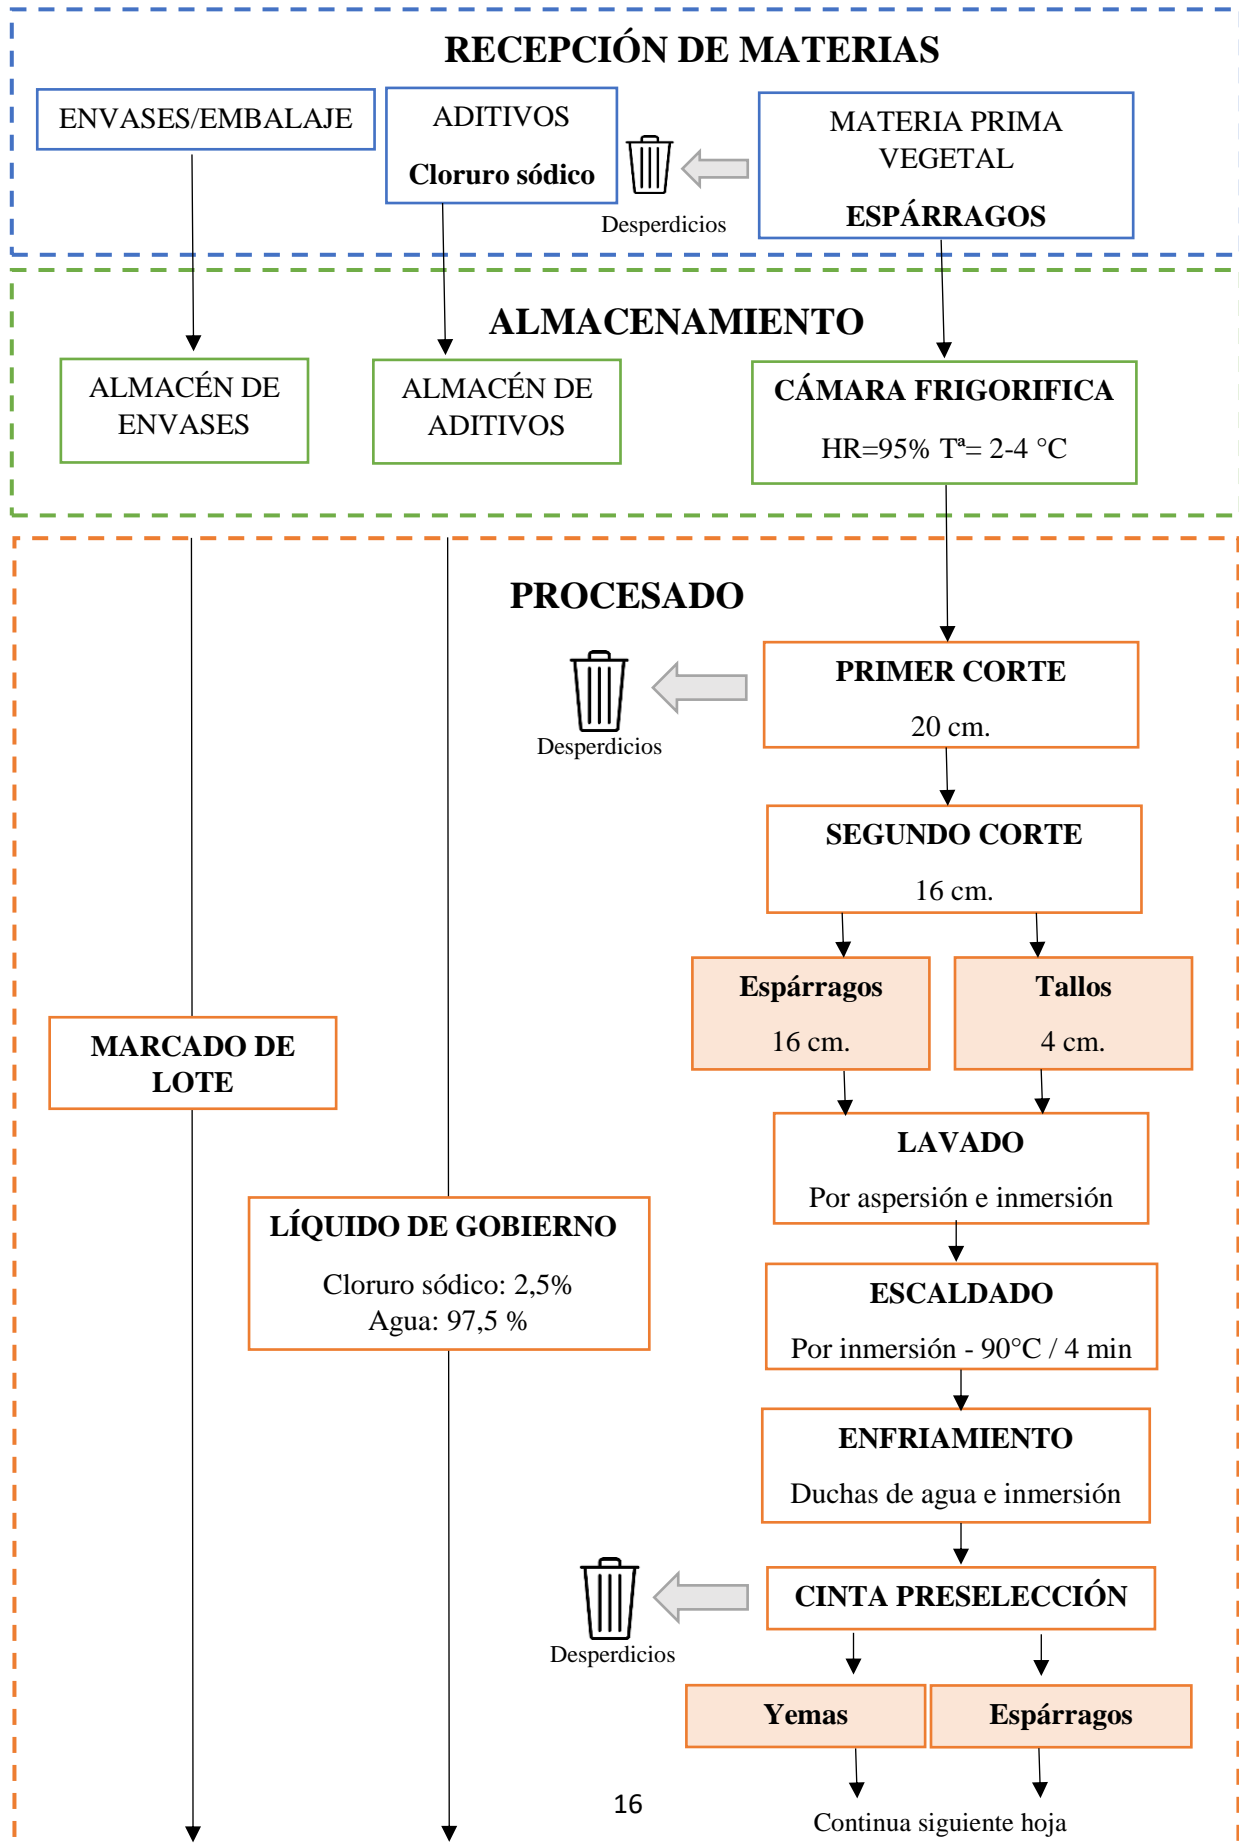 RECEPCIÓN DE MATERIAS
ENVASES/EMBALAJE
ADITIVOS
Cloruro sódico
Desperdicios
MATERIA PRIMA
VEGETAL
ESPÁRRAGOS
ALMACENAMIENTO
ALMACÉN DE
ENVASES
ALMACÉN DE
ADITIVOS
CÁMARA FRIGORIFICA
HR=95% Tª= 2-4 °C
PROCESADO
PRIMER CORTE
20 cm.
Desperdicios
SEGUNDO CORTE
16 cm.
Espárragos
16 cm.
Tallos
4 cm.
MARCADO DE
LOTE
LAVADO
Por aspersión e inmersión
LÍQUIDO DE GOBIERNO
Cloruro sódico: 2,5%
Agua: 97,5 %
ESCALDADO
Por inmersión - 90°C / 4 min
ENFRIAMIENTO
Duchas de agua e inmersión
CINTA PRESELECCIÓN
Desperdicios
Yemas
Espárragos
Continua siguiente hoja
16